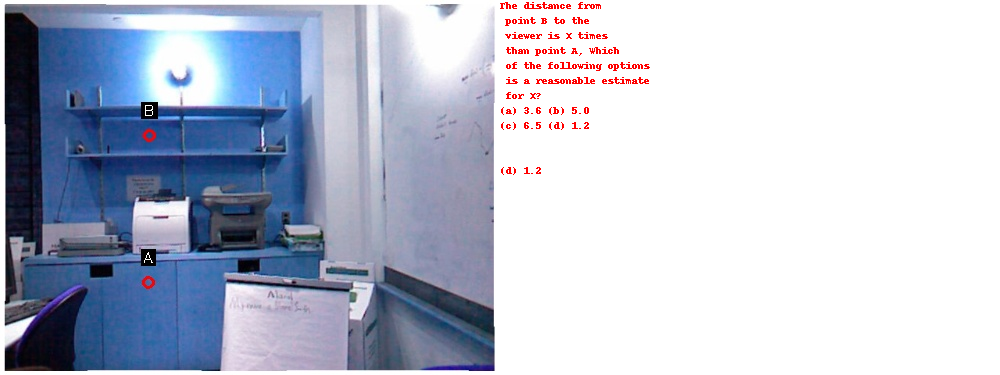 The distance from
point B to the
viewer is X times
than point A, Which
of the following options
is a reasonable estimate
for X?
(a) 3.6 (b) 5.0
(c) 6.5 (d) 1.2
(d) 1.2
B
A